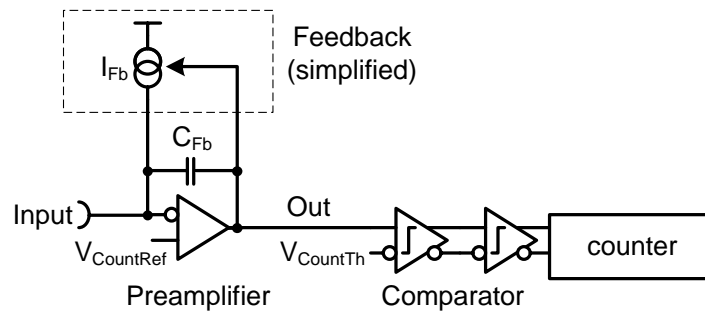 Feedback
(simplified)
I_Fb
C_Fb
Input
Out
V_CountRef
V_CountTh
counter
Preamplifier
Comparator